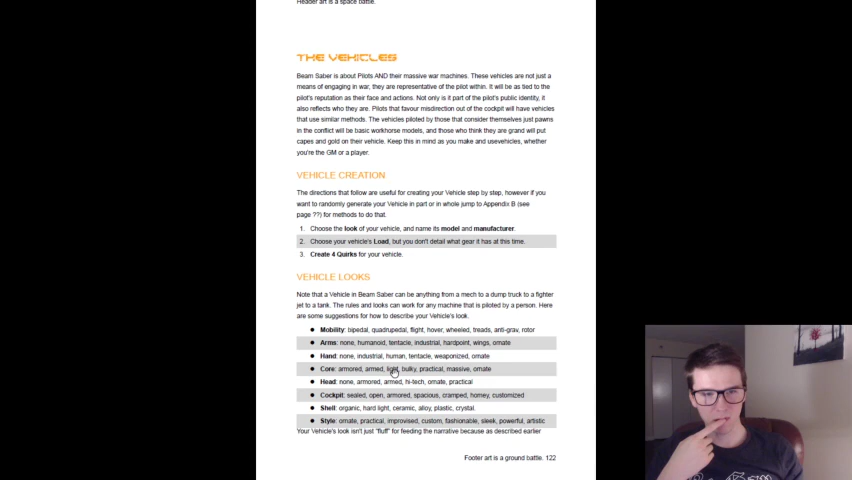 Header art is a space battle.
THE VEHICLES
Beam Saber is about Pilots AND their massive war machines. These vehicles are not just a
means of engaging in war, they are representative of the pilot within. It will be as tied to the
pilot's reputation as their face and actions. Not only is it part of the pilot's public identity, it
also reflects who they are. Pilots that favour misdirection out of the cockpit will have vehicles
that use similar methods. The vehicles piloted by those that consider themselves just pawns
in the conflict will be basic workhorse models, and those who think they are grand will put
capes and gold on their vehicle. Keep this in mind as you make and usevehicles, whether
you're the GM or a player.
VEHICLE CREATION
The directions that follow are useful for creating your Vehicle step by step, however if you
want to randomly generate your Vehicle in part or in whole jump to Appendix B (see
page ??) for methods to do that.
1. Choose the look of your vehicle, and name its model and manufacturer.
2. Choose your vehicle's Load, but you don't detail what gear it has at this time.
3. Create 4 Quirks for your vehicle.
VEHICLE LOOKS
Note that a Vehicle in Beam Saber can be anything from a mech to a dump truck to a fighter
jet to a tank. The rules and looks can work for any machine that is piloted by a person. Here
are some suggestions for how to describe your Vehicle's look.
● Mobility: bipedal, quadrupedal, flight, hover, wheeled, treads, anti-grav, rotor
● Arms: none, humanoid, tentacle, industrial, hardpoint, wings, ornate
● Hand: none, industrial, human, tentacle, weaponized, ornate
● Core: armored, armed, light, bulky, practical, massive, ornate
● Head: none, armored, armed, hi-tech, ornate, practical
● Cockpit: sealed, open, armored, spacious, cramped, homey, customized
● Shell: organic, hard light, ceramic, alloy, plastic, crystal.
● Style: ornate, practical, improvised, custom, fashionable, sleek, powerful, artistic
Your Vehicle's look isn't just "fluff" for feeding the narrative because as described earlier
Footer art is a ground battle. 122